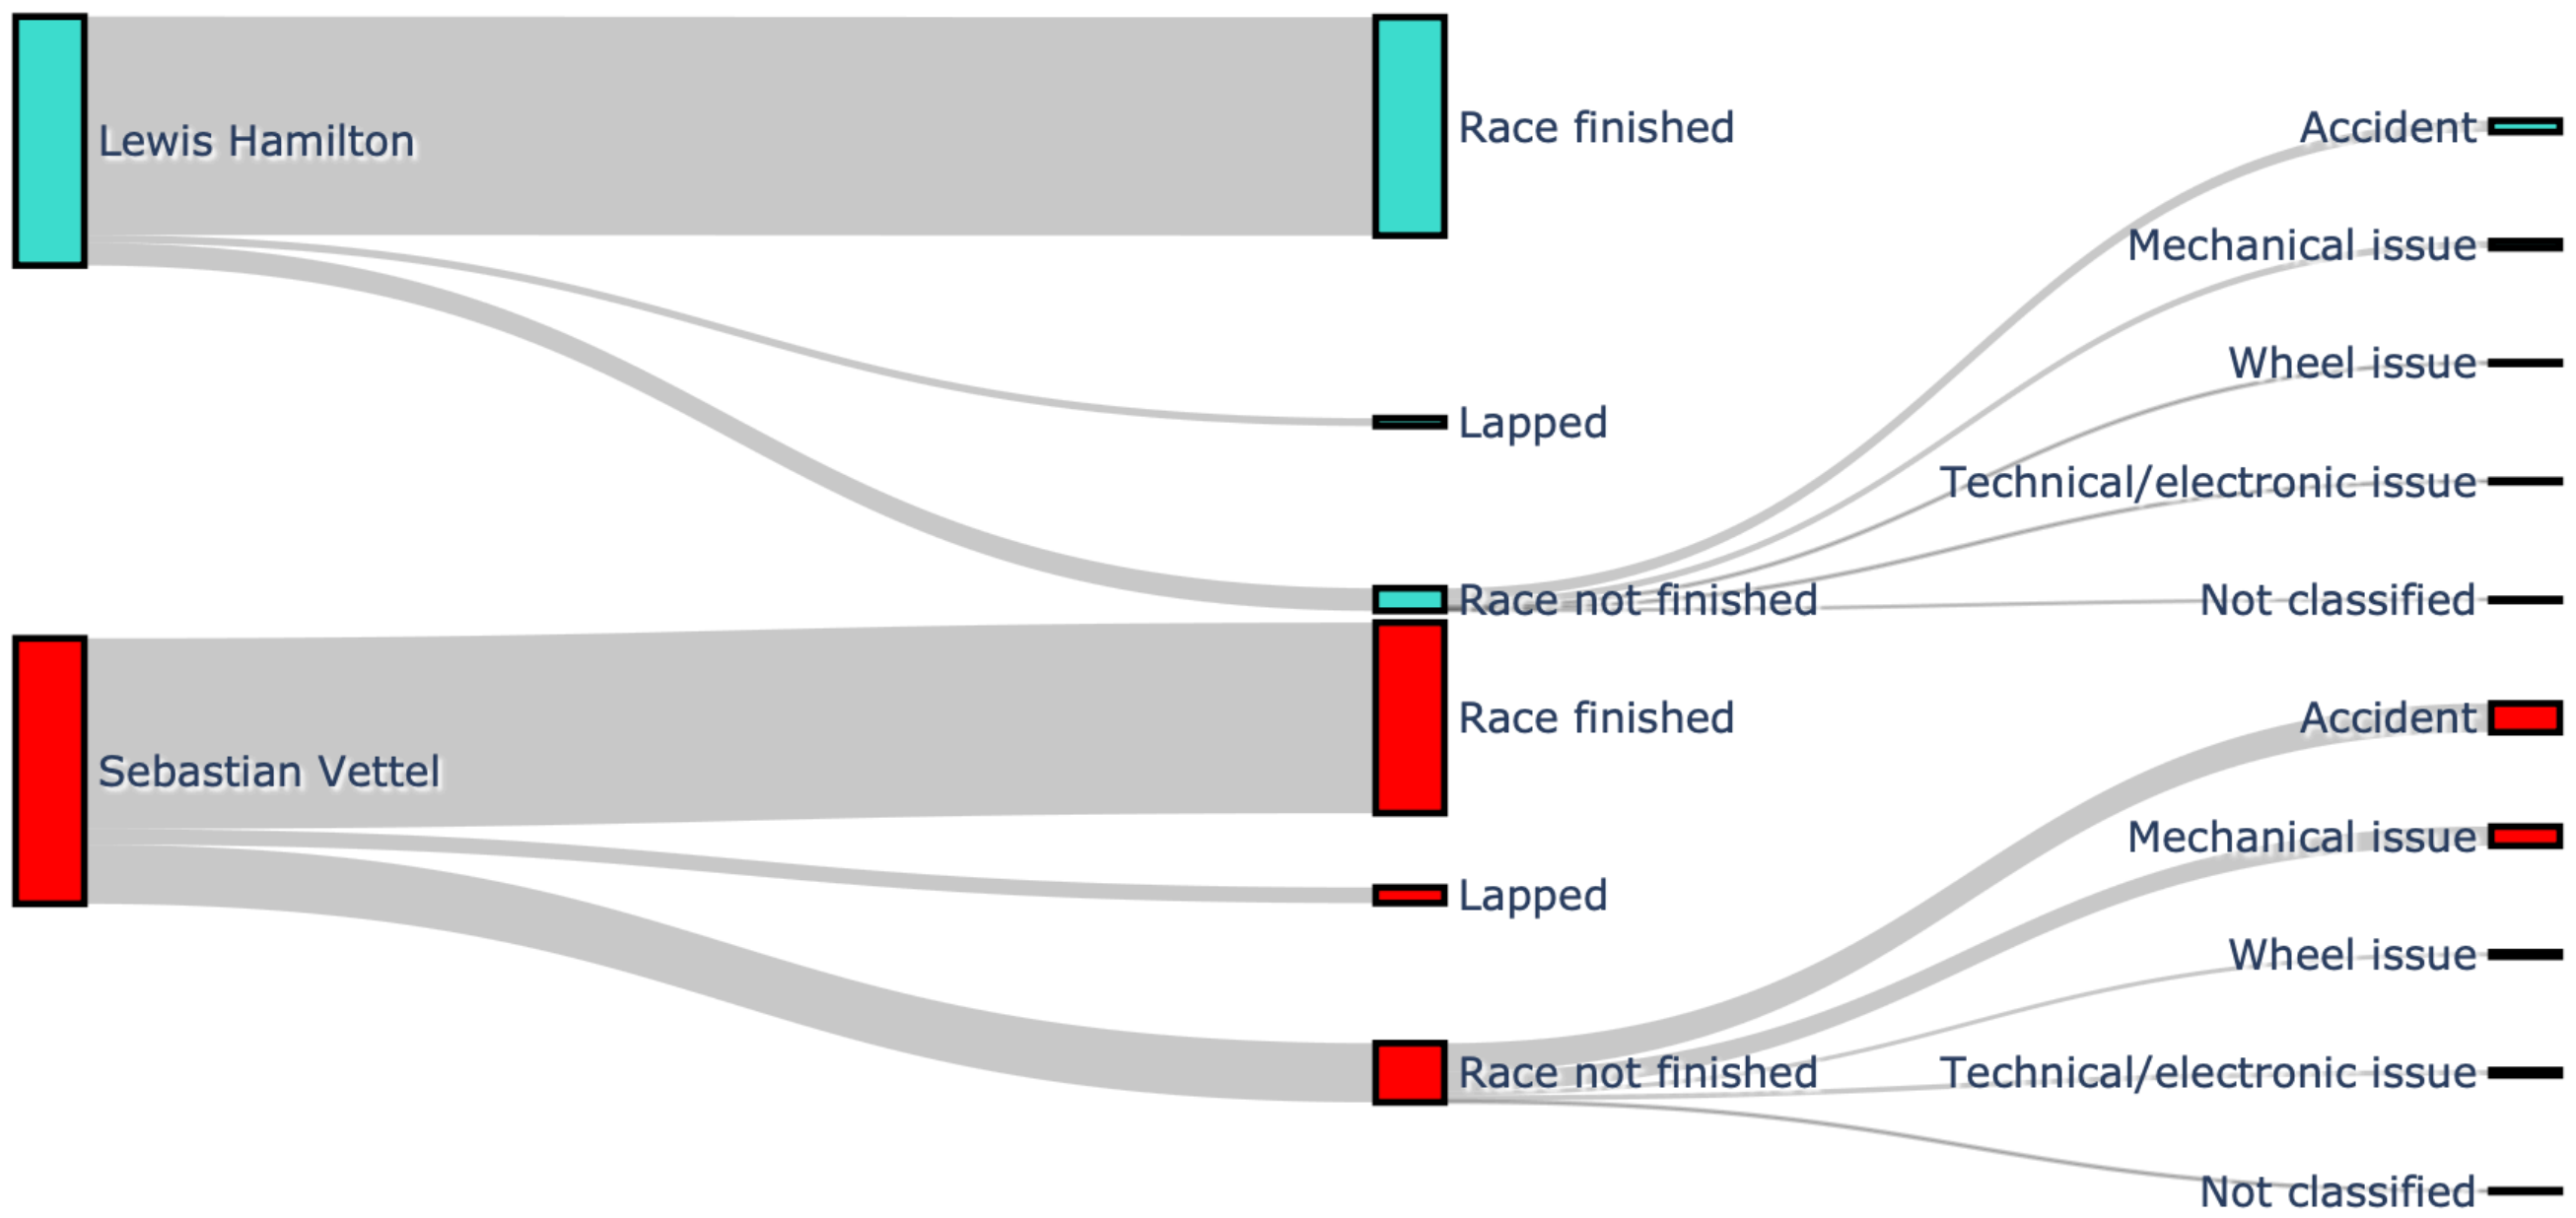 Lewis Hamilton
Race finished
Lapped
Race not finished
Accident
Mechanical issue
Wheel issue
Technical/electronic issue
Not classified
Sebastian Vettel
Race finished
Lapped
Race not finished
Accident
Mechanical issue
Wheel issue
Technical/electronic issue
Not classified